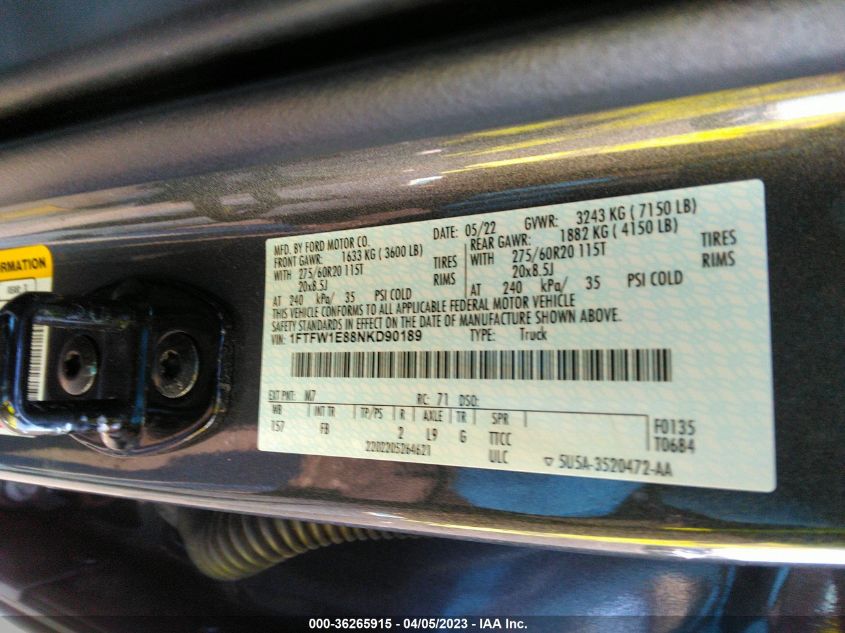 ORMATION
MFD. BY FORD MOTOR CO.
DATE: 05/22
GVWR: 3243 KG ( 7150 LB)
FRONT GAWR: 1633 KG ( 3600 LB)
REAR GAWR: 1882 KG ( 4150 LB)
WITH 275/60R20 115T TIRES
WITH 275/60R20 115T TIRES
20x8.5J RIMS
20x8.5J RIMS
AT 240 kPa/ 35 PSI COLD
AT 240 kPa/ 35 PSI COLD
THIS VEHICLE CONFORMS TO ALL APPLICABLE FEDERAL MOTOR VEHICLE
SAFETY STANDARDS IN EFFECT ON THE DATE OF MANUFACTURE SHOWN ABOVE.
VIN: 1FTFW1E88NKD90189
TYPE: Truck
EXT PNT: M7 RC: 71 DSO:
WB INT TR TP/PS R AXLE TR SPR
157 FB 2 L9 G TTCC
2202205264621 ULC
F0135
T0684
5U5A-3520472-AA
000-36265915 - 04/05/2023 - IAA Inc.